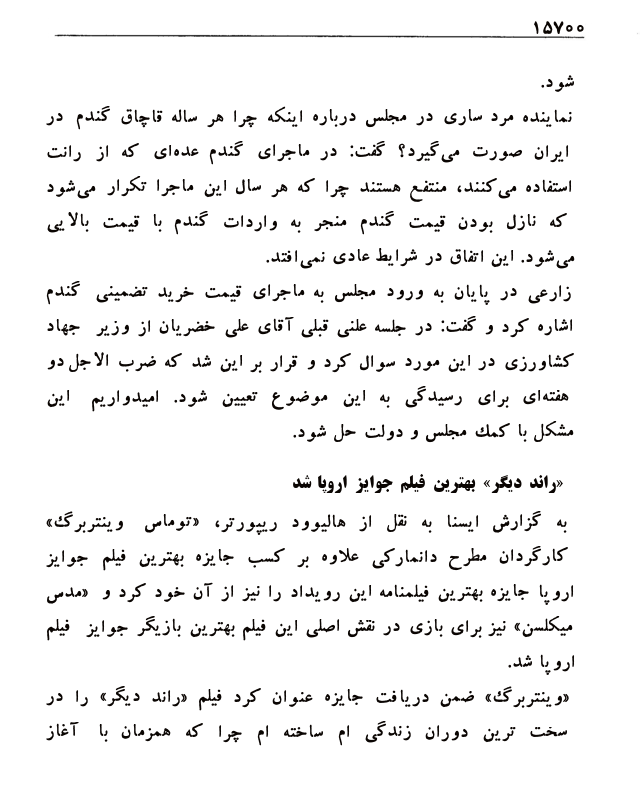 ۱۵۷۰۰
شود.
نماینده مرد ساری در مجلس درباره اینکه چرا هر ساله قاچاق گندم در
ایران صورت می‌گیرد؟ گفت: در ماجرای گندم عده‌ای که از رانت
استفاده می‌کنند، منتفع هستند چرا که هر سال این ماجرا تکرار می‌شود
که نازل بودن قیمت گندم منجر به واردات گندم با قیمت بالایی
می‌شود. این اتفاق در شرایط عادی نمی‌افتد.
زارعی در پایان به ورود مجلس به ماجرای قیمت خرید تضمینی گندم
اشاره کرد و گفت: در جلسه علنی قبلی آقای علی خضریان از وزیر جهاد
کشاورزی در این مورد سوال کرد و قرار بر این شد که ضرب الاجل دو
هفته‌ای برای رسیدگی به این موضوع تعیین شود. امیدواریم این
مشکل با کمک مجلس و دولت حل شود.
«راند دیگر» بهترین فیلم جوایز اروپا شد
به گزارش ایسنا به نقل از هالیوود ریپورتر، «توماس وینتربرگ»
کارگردان مطرح دانمارکی علاوه بر کسب جایزه بهترین فیلم جوایز
اروپا جایزه بهترین فیلمنامه این رویداد را نیز از آن خود کرد و «مدس
میکلسن» نیز برای بازی در نقش اصلی این فیلم بهترین بازیگر جوایز فیلم
اروپا شد.
«وینتربرگ» ضمن دریافت جایزه عنوان کرد فیلم «راند دیگر» را در
سخت ترین دوران زندگی ام ساخته ام چرا که همزمان با آغاز